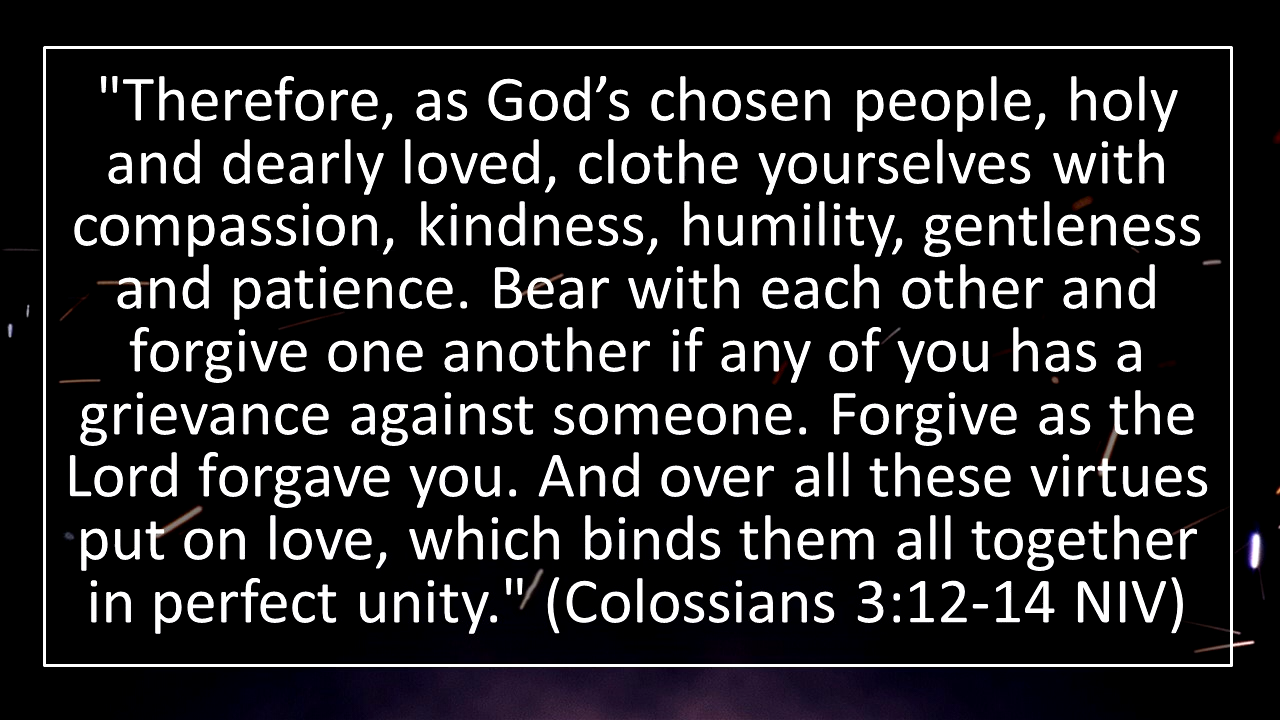 "Therefore, as God’s chosen people, holy
and dearly loved, clothe yourselves with
compassion, kindness, humility, gentleness
and patience. Bear with each other and
forgive one another if any of you has a
grievance against someone. Forgive as the
Lord forgave you. And over all these virtues
put on love, which binds them all together
in perfect unity." (Colossians 3:12-14 NIV)